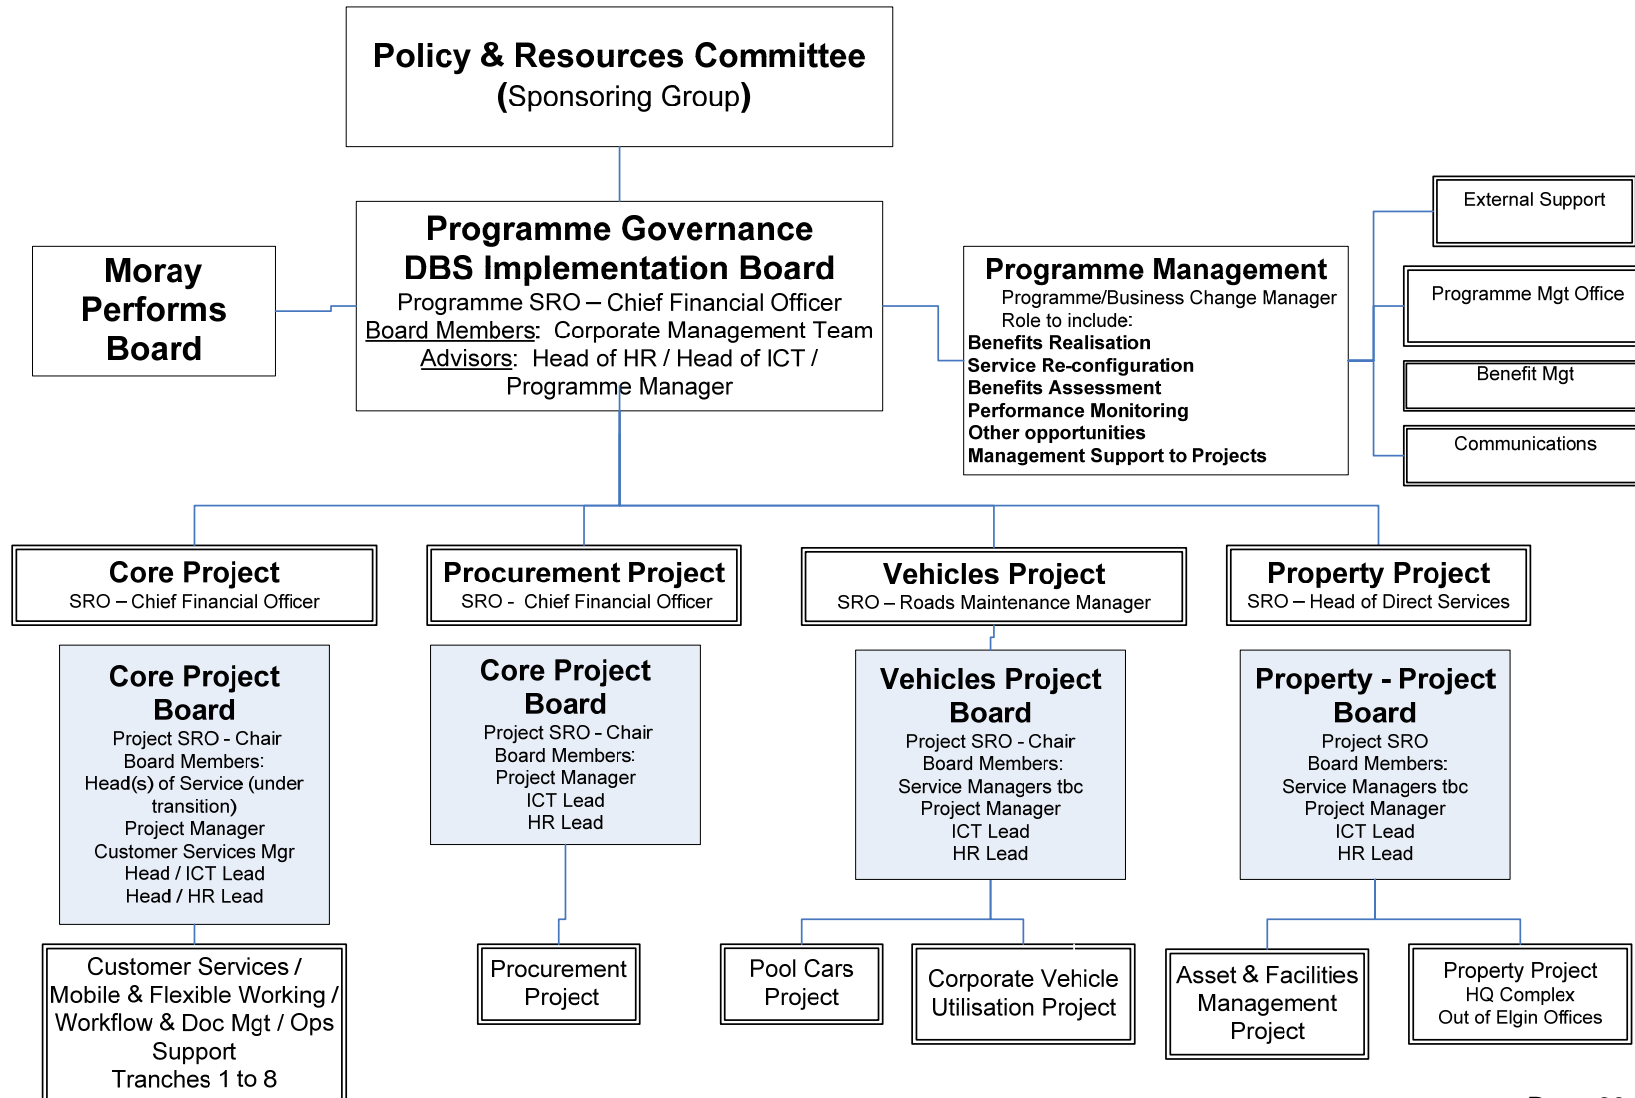 Policy & Resources Committee
(Sponsoring Group)
Programme Governance
DBS Implementation Board
Programme SRO – Chief Financial Officer
Board Members: Corporate Management Team
Advisors: Head of HR / Head of ICT /
Programme Manager
Moray
Performs
Board
Programme Management
Programme/Business Change Manager
Role to include:
Benefits Realisation
Service Re-configuration
Benefits Assessment
Performance Monitoring
Other opportunities
Management Support to Projects
External Support
Programme Mgt Office
Benefit Mgt
Communications
Core Project
SRO – Chief Financial Officer
Procurement Project
SRO - Chief Financial Officer
Vehicles Project
SRO – Roads Maintenance Manager
Property Project
SRO – Head of Direct Services
Core Project
Board
Project SRO - Chair
Board Members:
Head(s) of Service (under
transition)
Project Manager
Customer Services Mgr
Head / ICT Lead
Head / HR Lead
Core Project
Board
Project SRO - Chair
Board Members:
Project Manager
ICT Lead
HR Lead
Vehicles Project
Board
Project SRO - Chair
Board Members:
Service Managers tbc
Project Manager
ICT Lead
HR Lead
Property - Project
Board
Project SRO
Board Members:
Service Managers tbc
Project Manager
ICT Lead
HR Lead
Customer Services /
Mobile & Flexible Working /
Workflow & Doc Mgt / Ops
Support
Tranches 1 to 8
Procurement
Project
Pool Cars
Project
Corporate Vehicle
Utilisation Project
Asset & Facilities
Management
Project
Property Project
HQ Complex
Out of Elgin Offices